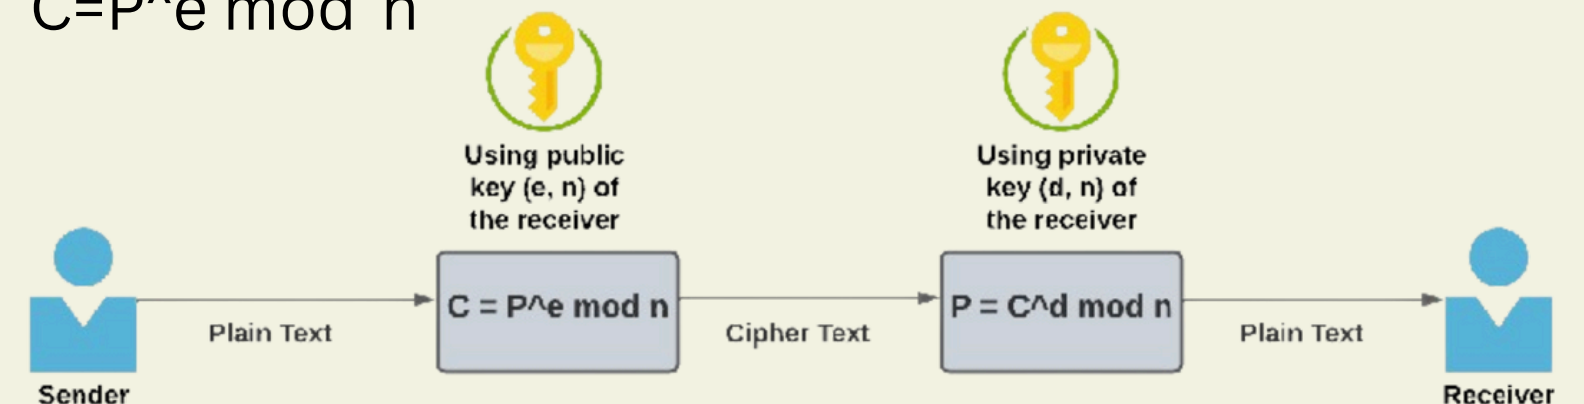 C=P^e mod n
Using public
key (e, n) of
the receiver
Using private
key (d, n) of
the receiver
C = P^e mod n
P = C^d mod n
Plain Text
Cipher Text
Plain Text
Sender
Receiver